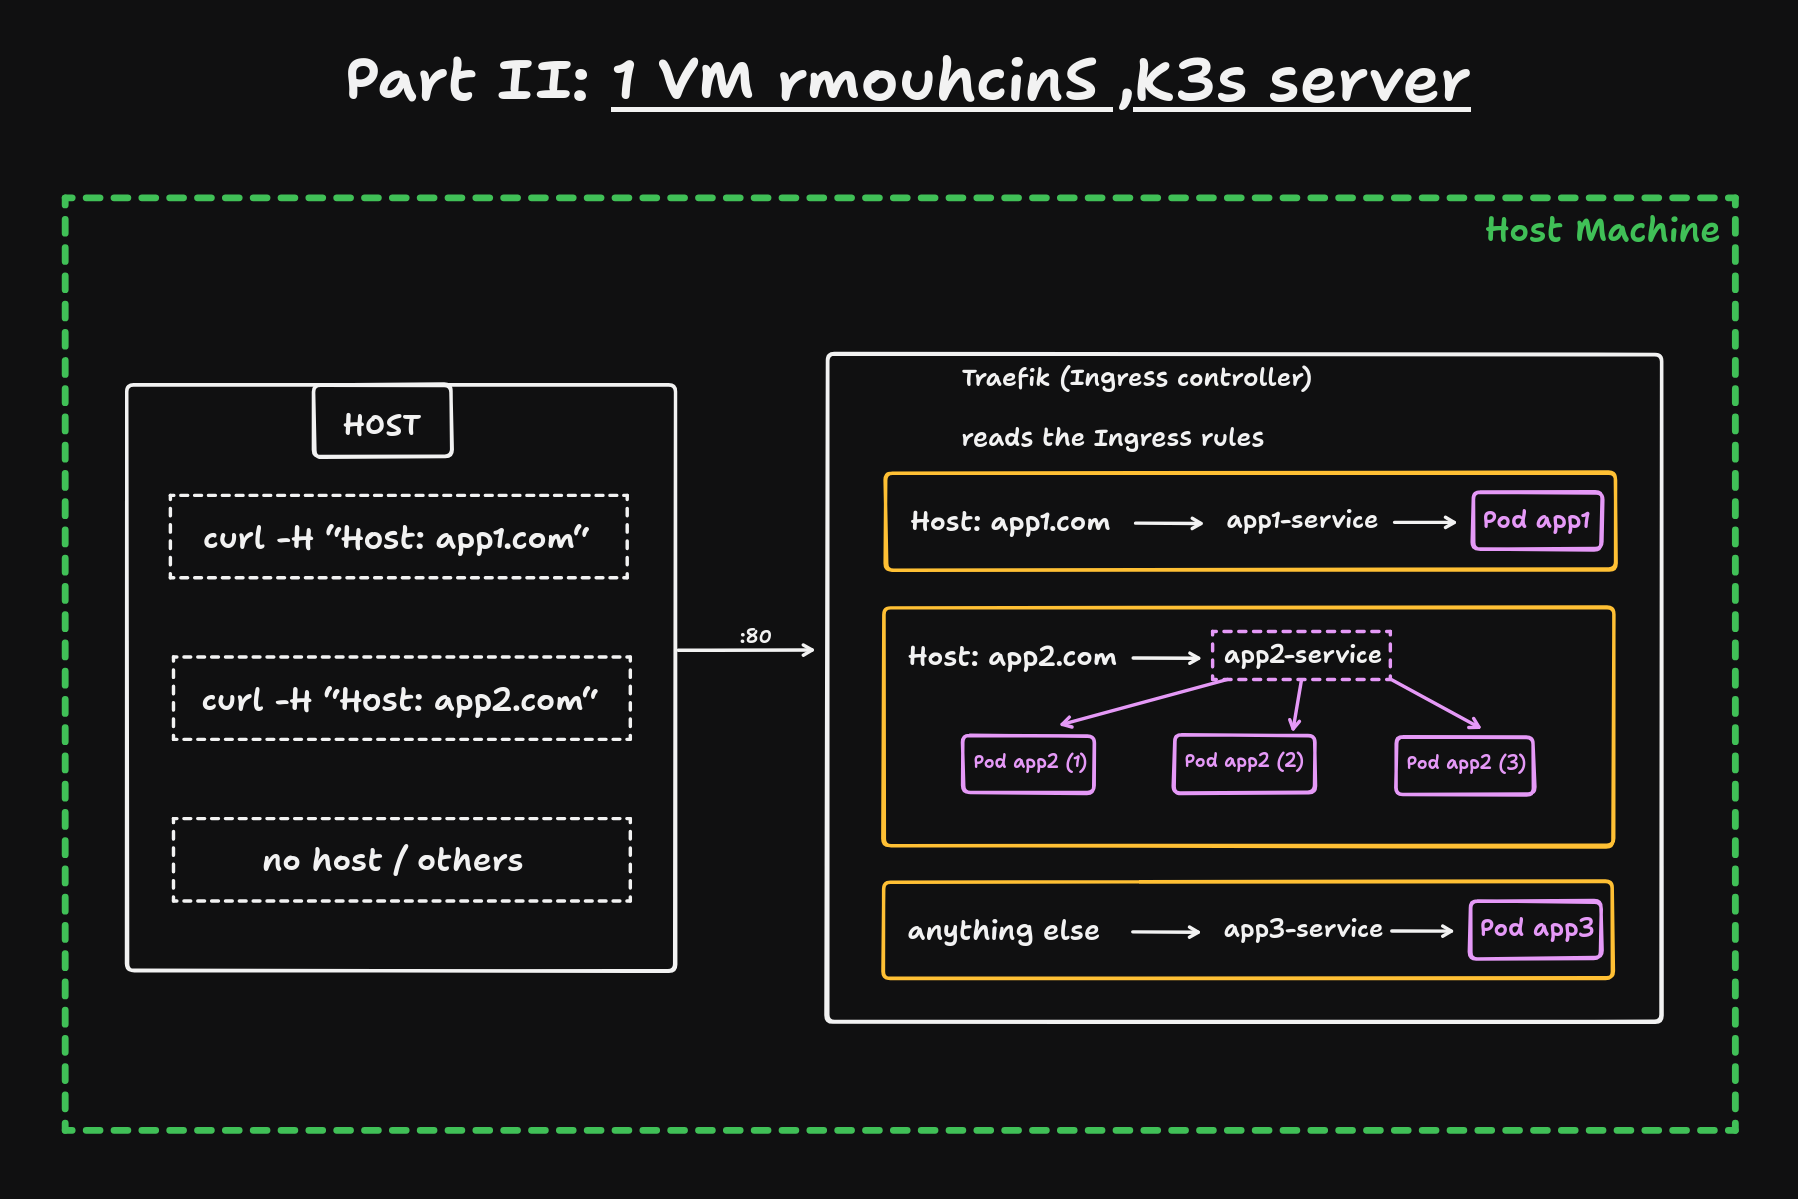 Part II: 1 VM rmouhcinS ,K3s server
Host Machine
HOST
curl -H "Host: app1.com"
curl -H "Host: app2.com"
no host / others
:80
Traefik (Ingress controller)
reads the Ingress rules
Host: app1.com
app1-service
Pod app1
Host: app2.com
app2-service
Pod app2 (1)
Pod app2 (2)
Pod app2 (3)
anything else
app3-service
Pod app3